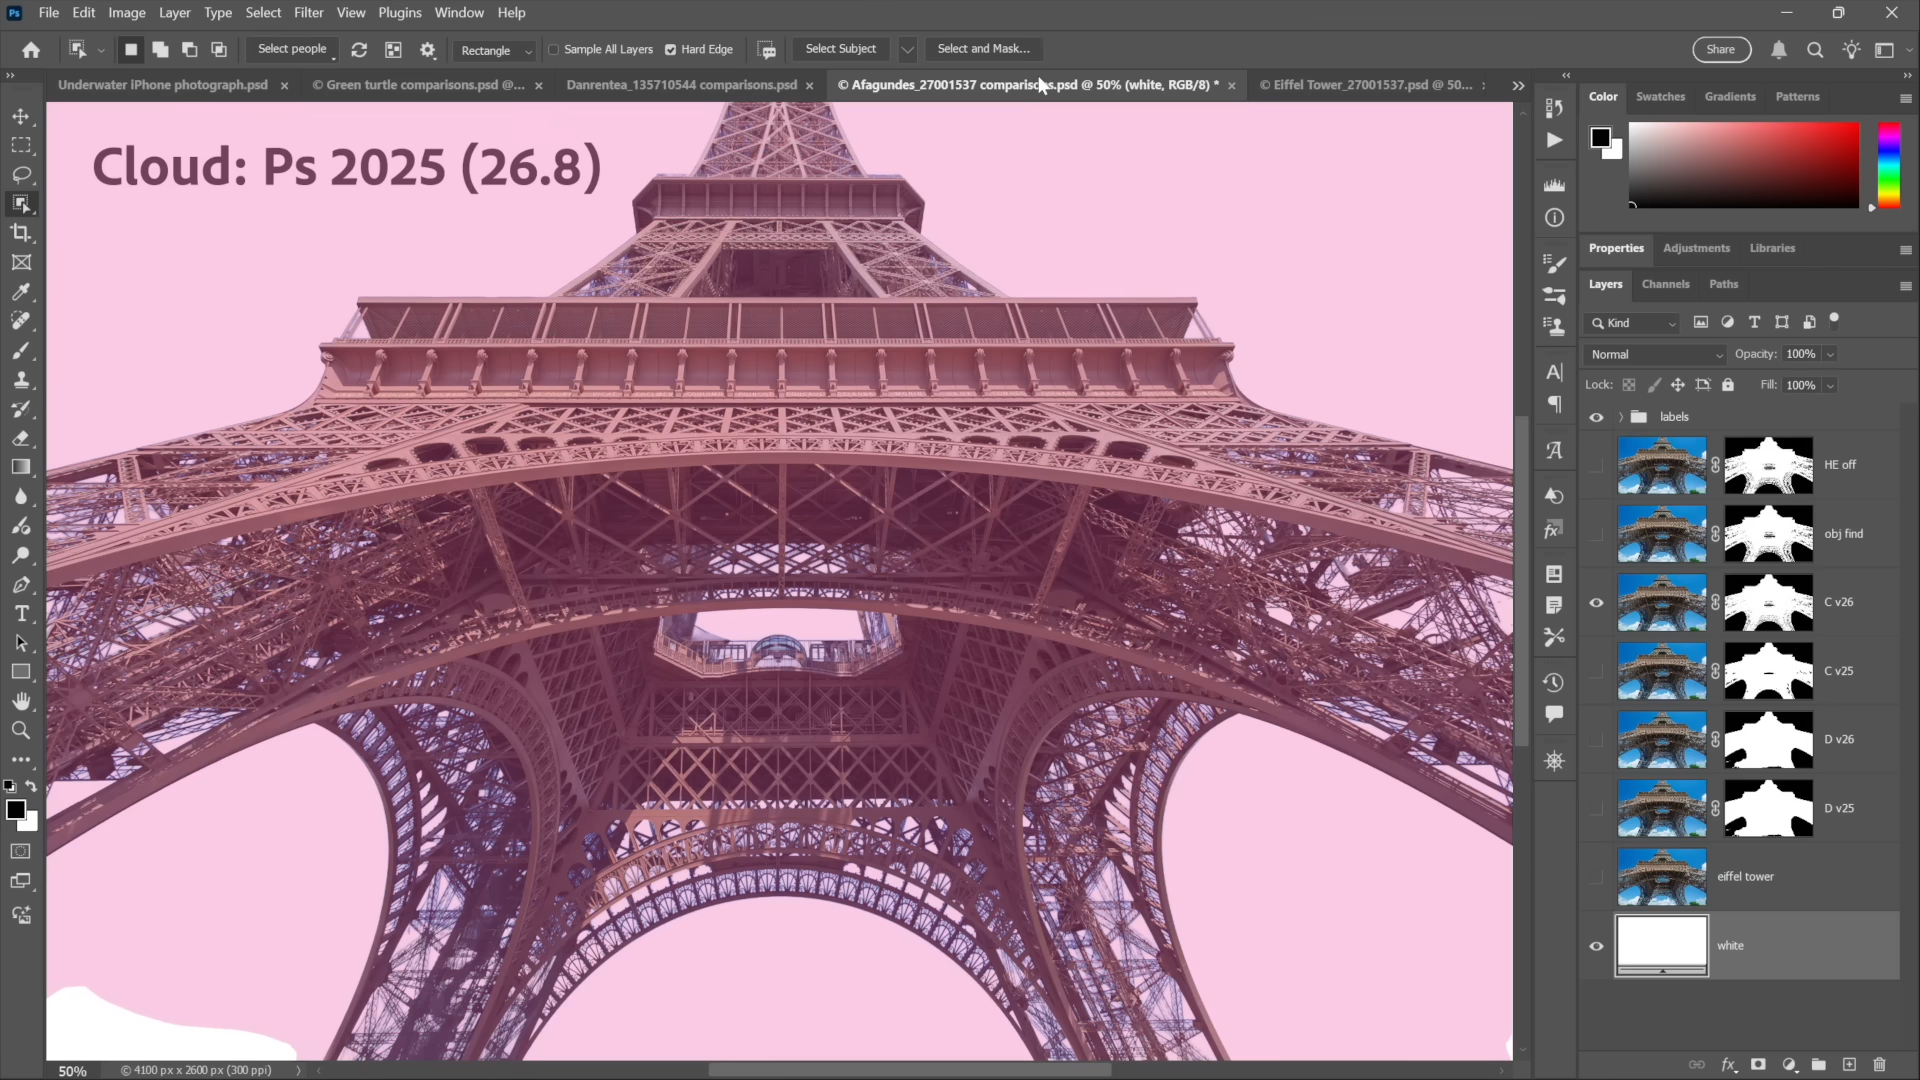 Ps File Edit Image Layer Type Select Filter View Plugins Window Help
Select people Rectangle Sample All Layers Hard Edge Select Subject Select and Mask... Share
Underwater iPhone photograph.psd © Green turtle comparisons.psd @... Danrentea_135710544 comparisons.psd © Afagundes_27001537 comparisons.psd @ 50% (white, RGB/8) * © Eiffel Tower_27001537.psd @ 50...
Cloud: Ps 2025 (26.8)
Color Swatches Gradients Patterns
Properties Adjustments Libraries
Layers Channels Paths
Kind
Normal Opacity: 100%
Lock: Fill: 100%
labels
HE off
obj find
C v26
C v25
D v26
D v25
eiffel tower
white
50% © 4100 px x 2600 px (300 ppi)